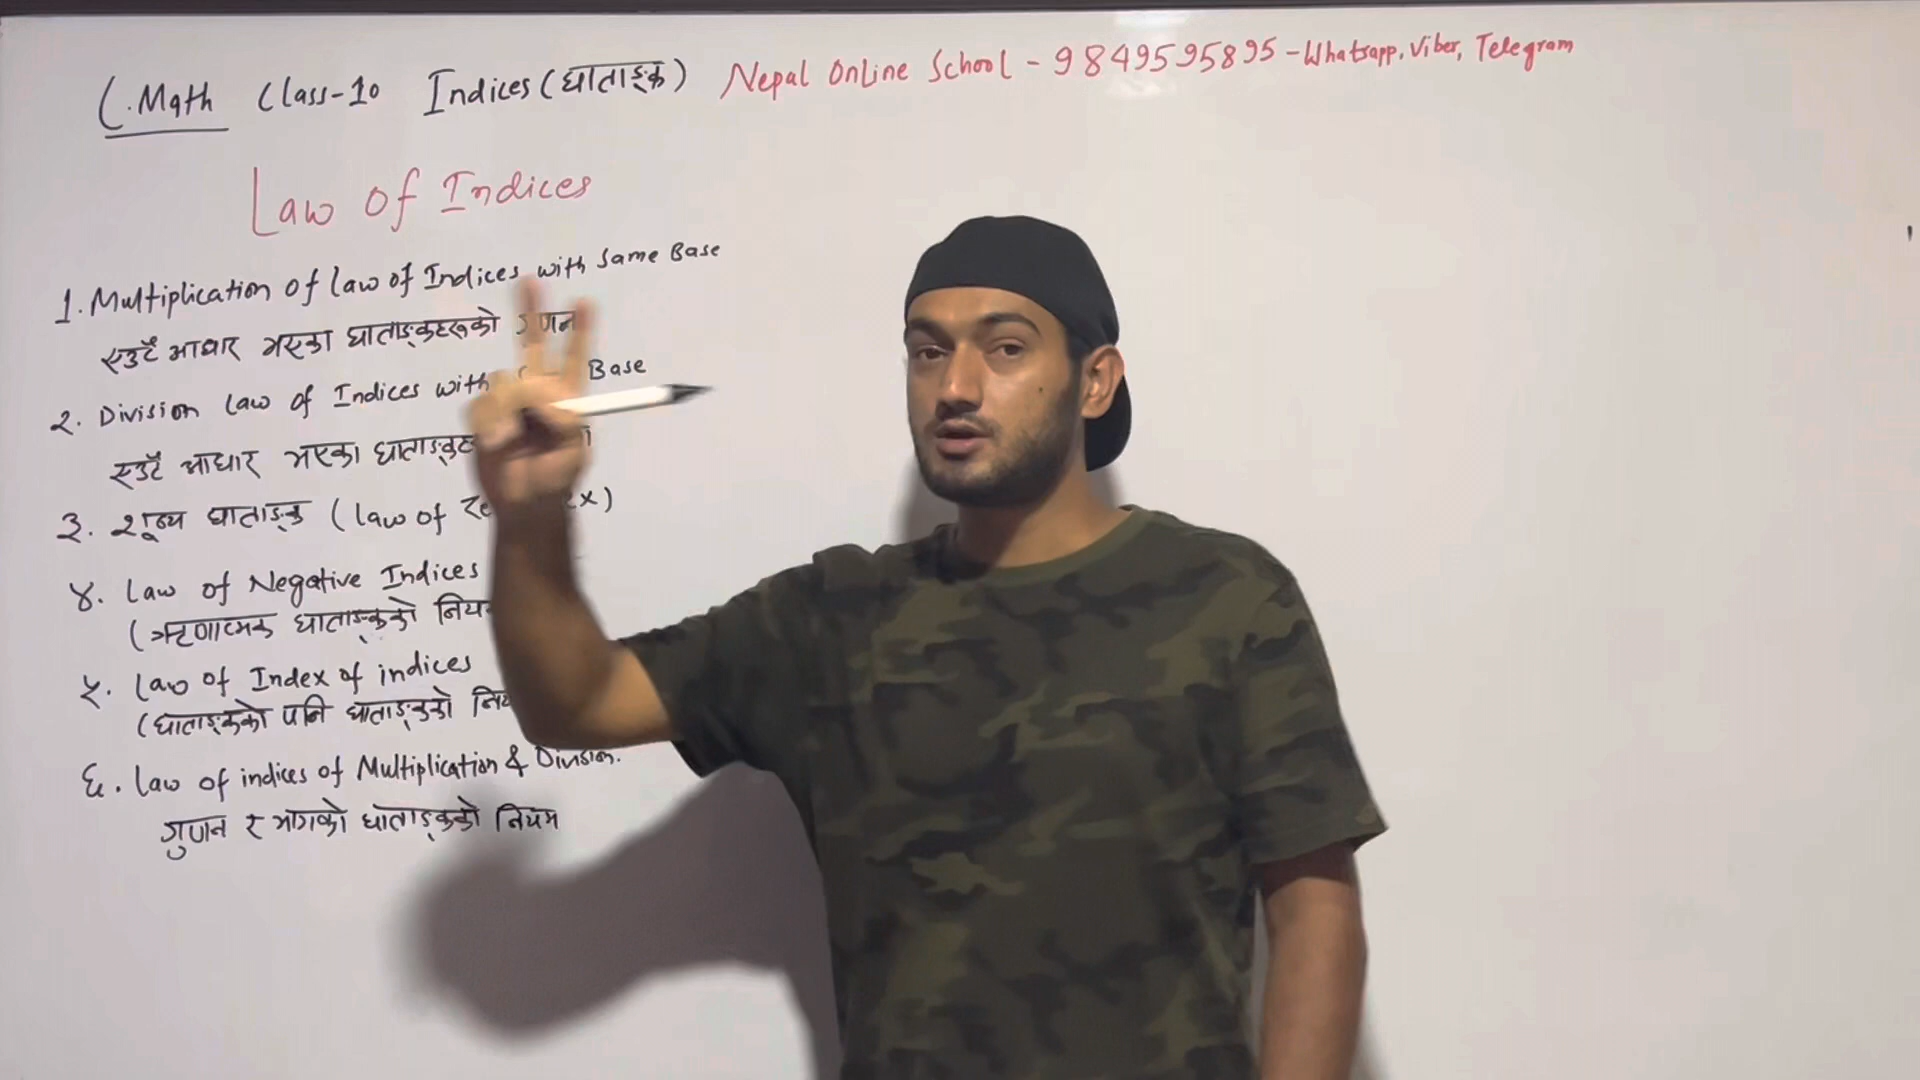 C.Math Class-10 Indices (घाताङ्क) Nepal Online School - 9849595895 - Whatsapp, Viber, Telegram
Law of Indices
1. Multiplication of law of Indices with same Base
एउटै आधार भएका घाताङ्कहरूको गुणन
२. Division law of Indices with Base
एउटै आधार भएका
३. शून्य घाताङ्क (law of
४. Law of Negative Indices
(ऋणात्मक घाताङ्कको
५. Law of Index of indices
(घाताङ्कको पनि घाताङ्कको
६. Law of indices of Multiplication & Division.
गुणन र भागको घाताङ्कको नियम